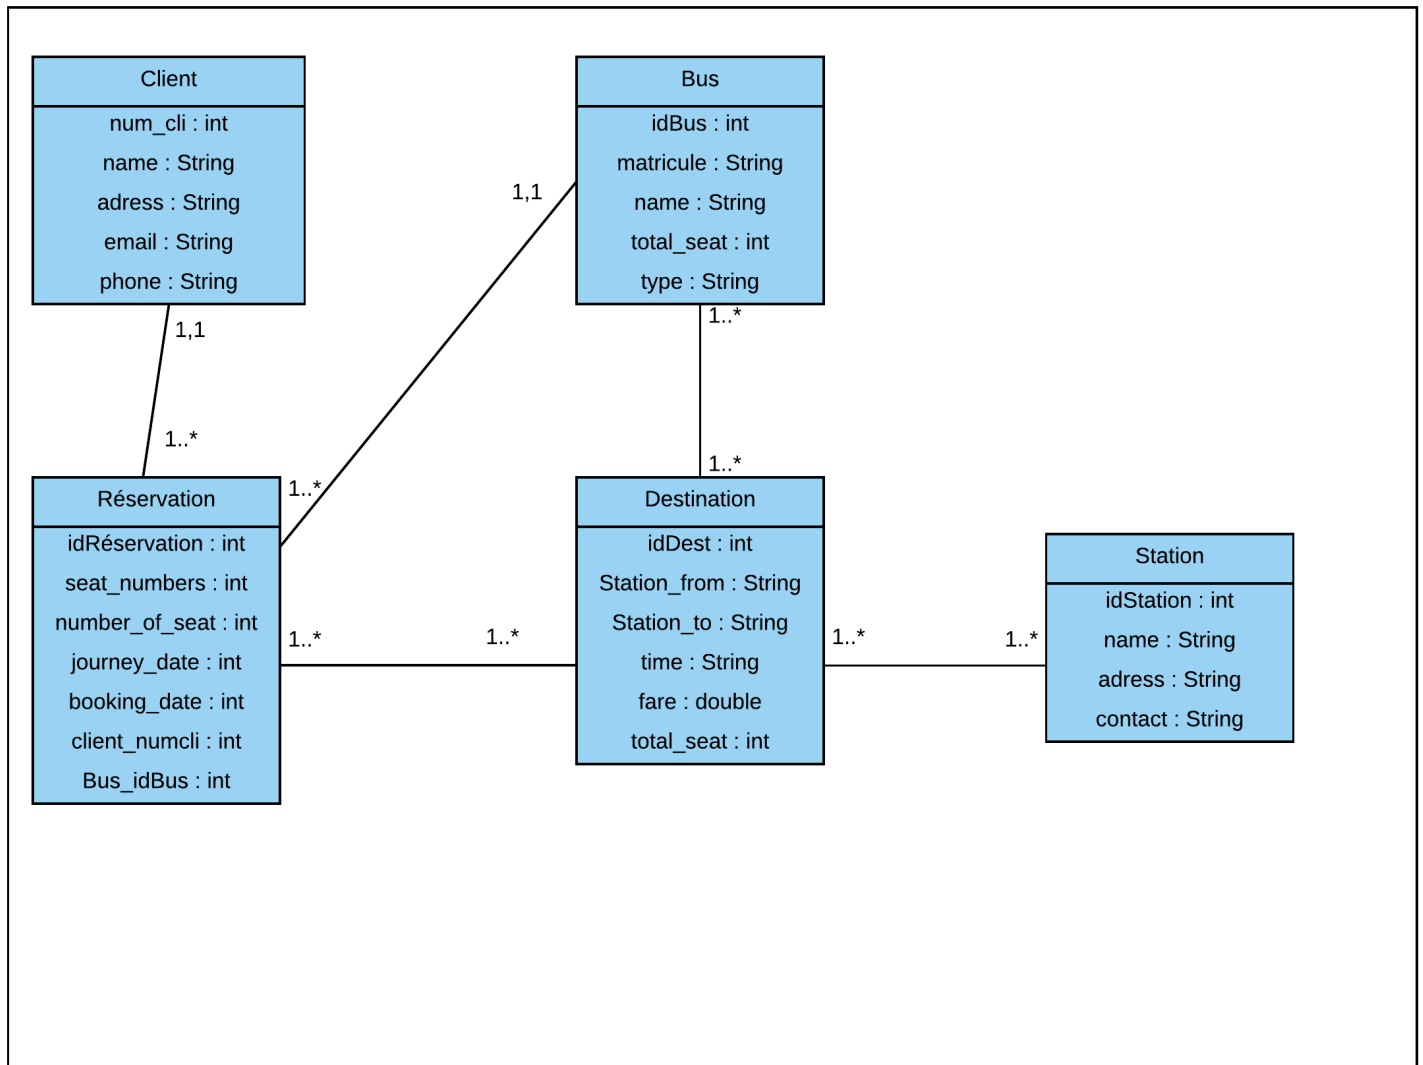 Client
num_cli : int
name : String
adress : String
email : String
phone : String
1,1
1..*
Bus
idBus : int
matricule : String
name : String
total_seat : int
type : String
1,1
1..*
1..*
1..*
Réservation
idRéservation : int
seat_numbers : int
number_of_seat : int
journey_date : int
booking_date : int
client_numcli : int
Bus_idBus : int
1..*
1..*
Destination
idDest : int
Station_from : String
Station_to : String
time : String
fare : double
total_seat : int
1..*
1..*
Station
idStation : int
name : String
adress : String
contact : String